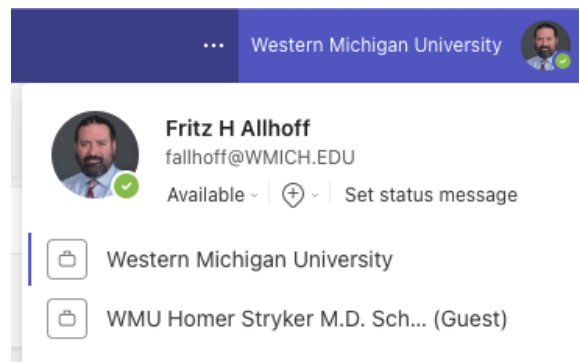 ... Western Michigan University
Fritz H Allhoff
fallhoff@WMICH.EDU
Available Set status message
Western Michigan University
WMU Homer Stryker M.D. Sch... (Guest)